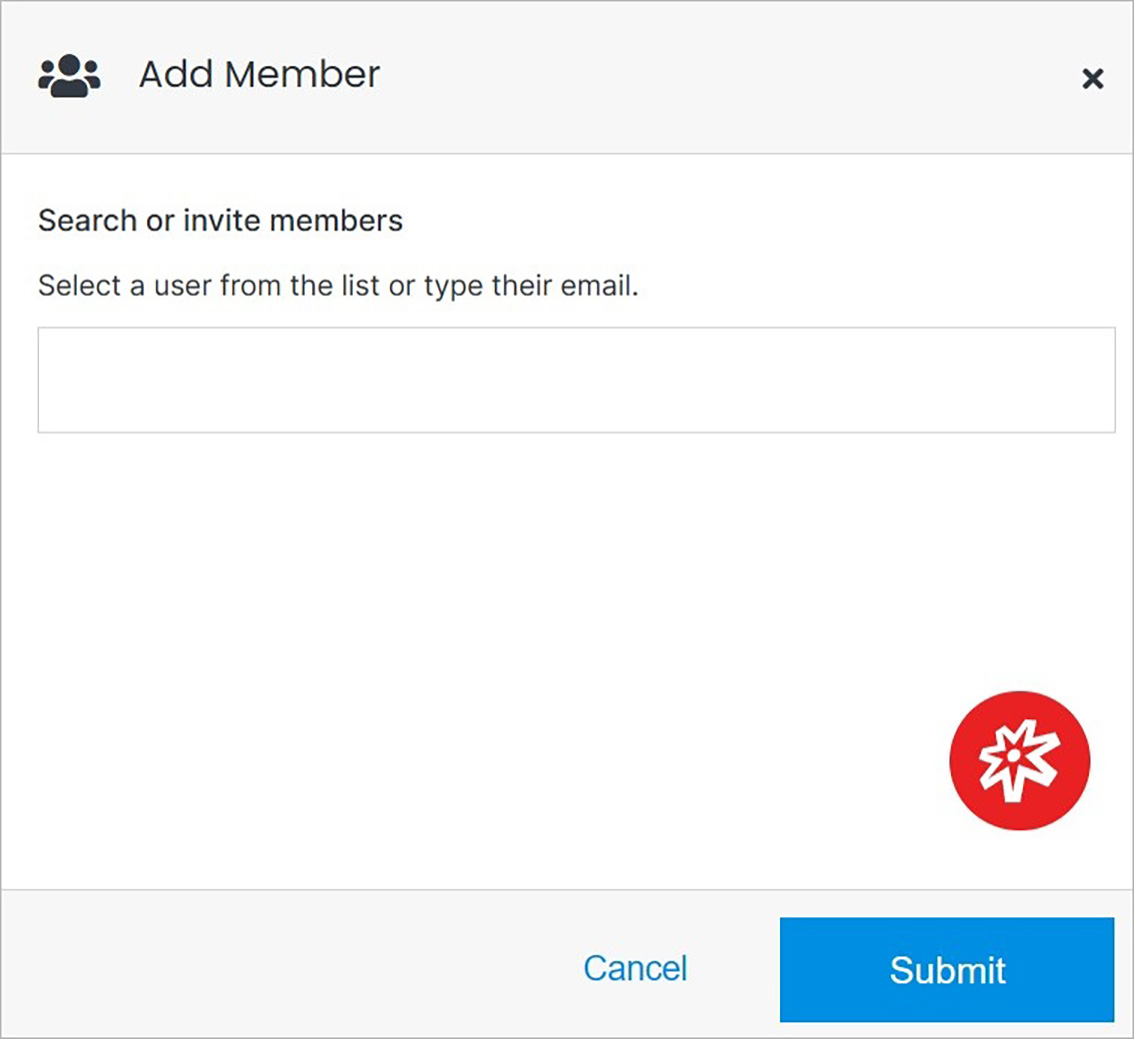 Add Member
Search or invite members
Select a user from the list or type their email.
Cancel
Submit